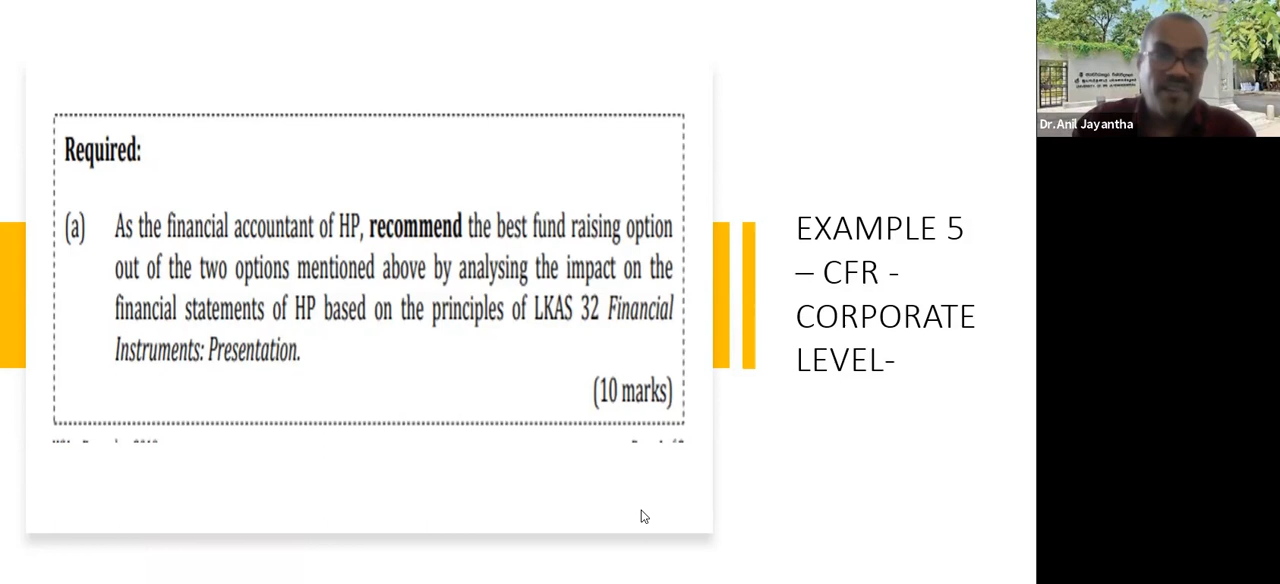 Required:
(a) As the financial accountant of HP, recommend the best fund raising option
out of the two options mentioned above by analysing the impact on the
financial statements of HP based on the principles of LKAS 32 Financial
Instruments: Presentation.
(10 marks)
EXAMPLE 5
– CFR -
CORPORATE
LEVEL-
Dr.Anil Jayantha